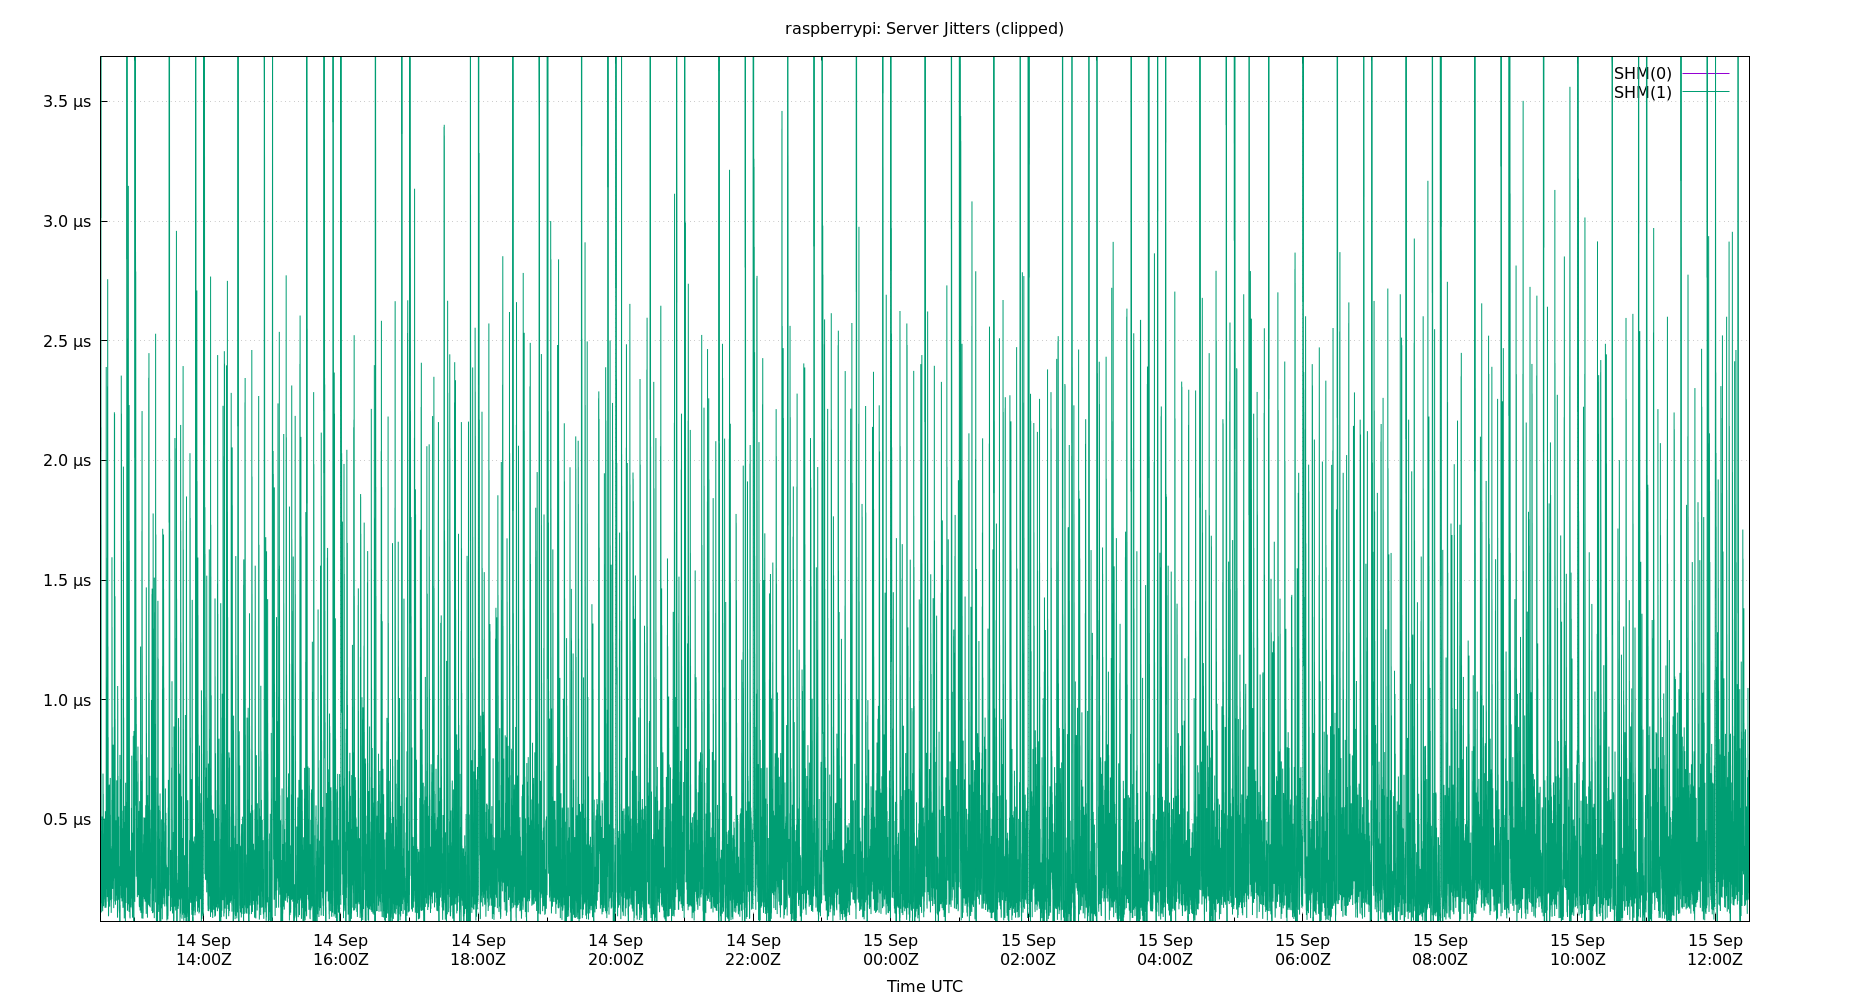 raspberrypi: Server Jitters (clipped)
SHM(0)
SHM(1)
3.5 µs
3.0 µs
2.5 µs
2.0 µs
1.5 µs
1.0 µs
0.5 µs
14 Sep 14 Sep 14 Sep 14 Sep 14 Sep 15 Sep 15 Sep 15 Sep 15 Sep 15 Sep 15 Sep 15 Sep
14:00Z 16:00Z 18:00Z 20:00Z 22:00Z 00:00Z 02:00Z 04:00Z 06:00Z 08:00Z 10:00Z 12:00Z
Time UTC